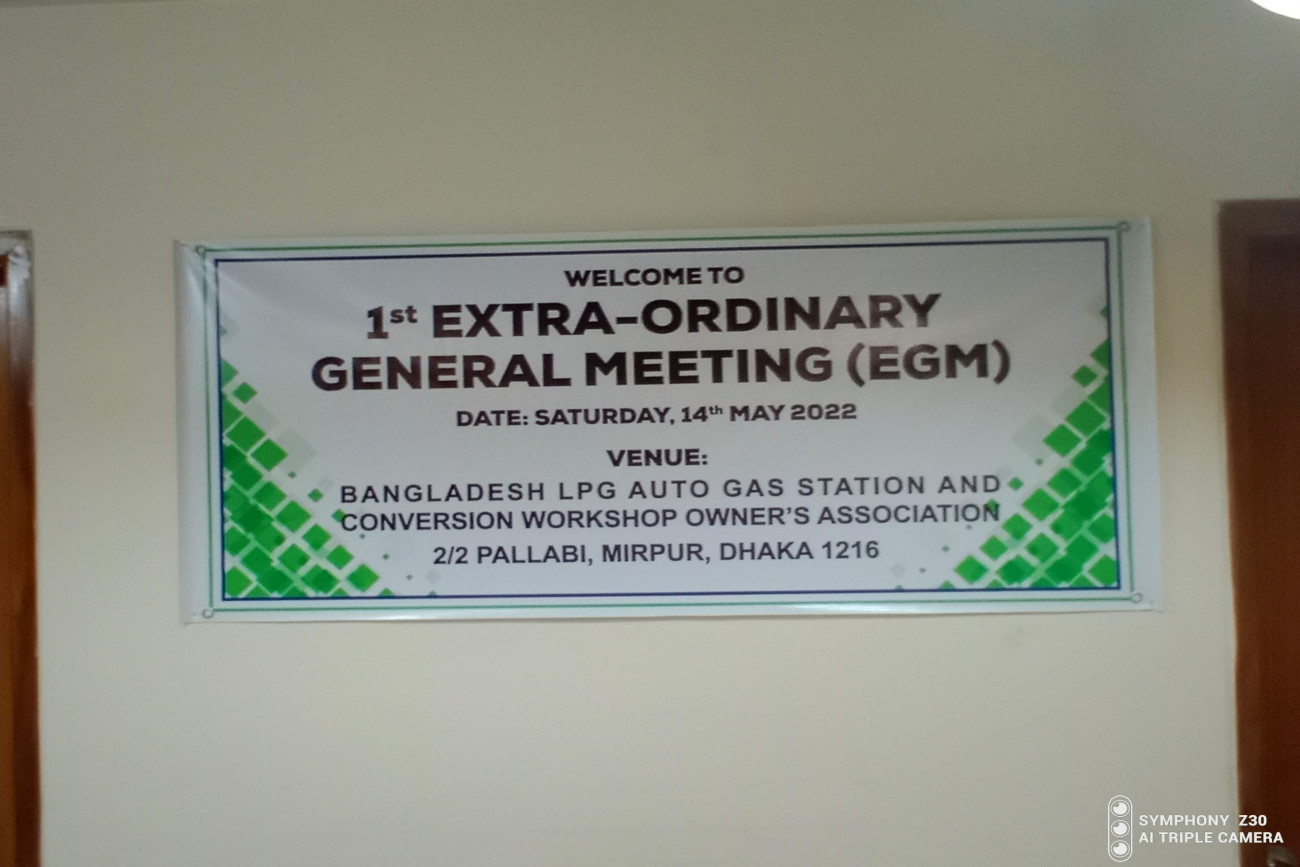 WELCOME TO
1st EXTRA-ORDINARY
GENERAL MEETING (EGM)
DATE: SATURDAY, 14th MAY 2022
VENUE:
BANGLADESH LPG AUTO GAS STATION AND
CONVERSION WORKSHOP OWNER'S ASSOCIATION
2/2 PALLABI, MIRPUR, DHAKA 1216
SYMPHONY Z30
AI TRIPLE CAMERA